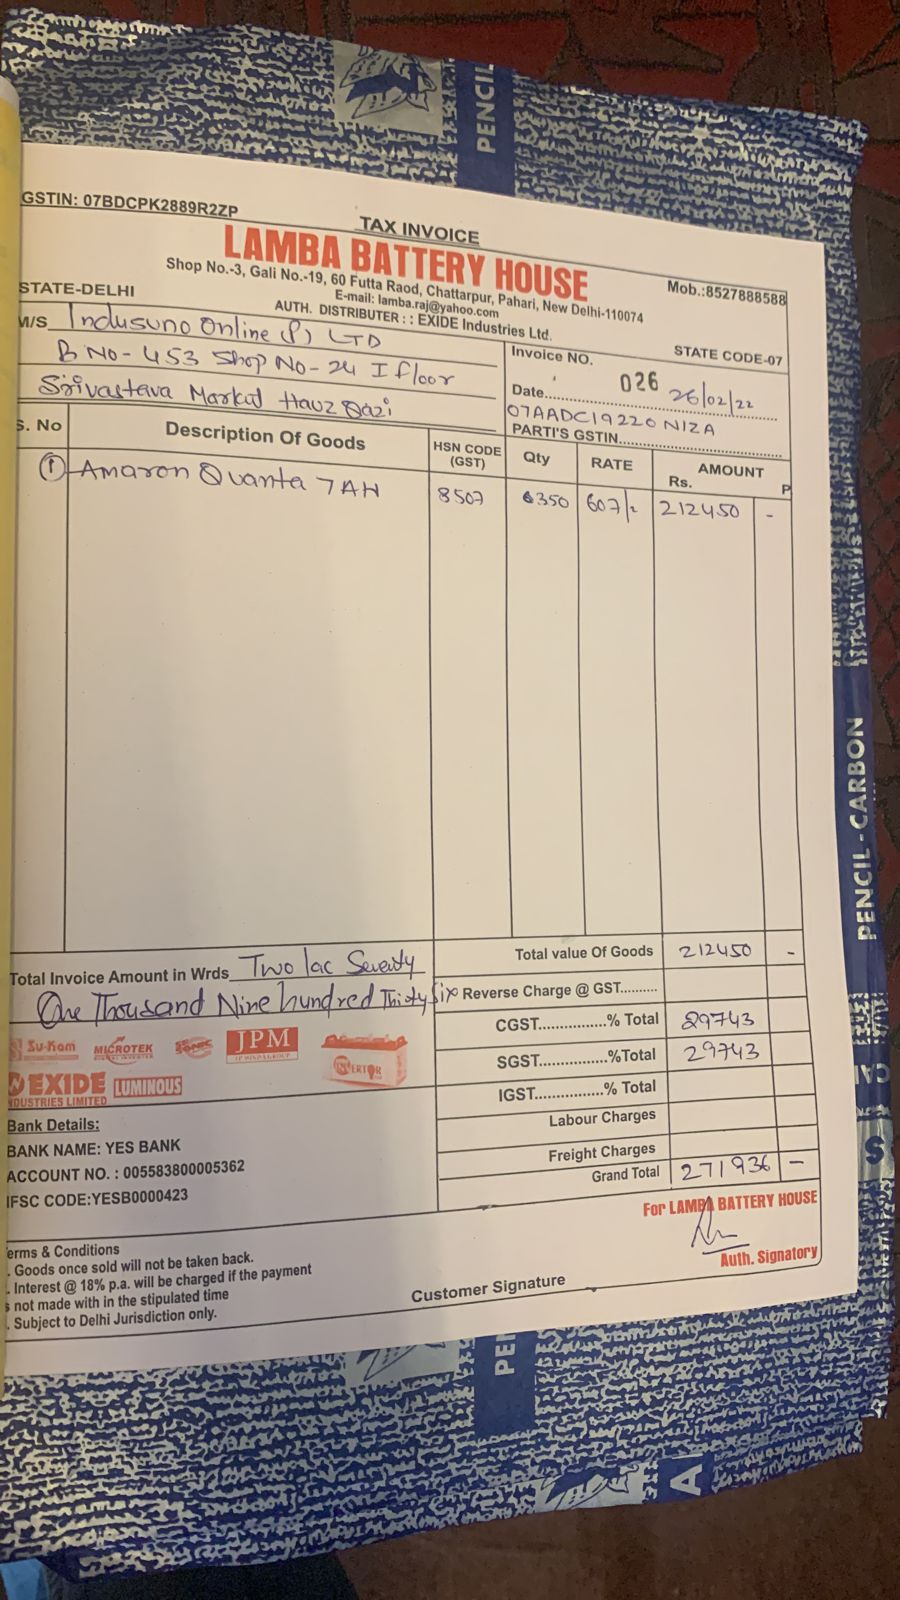 PENCIL
GSTIN: 07BDCPK2889R2ZP
TAX INVOICE
LAMBA BATTERY HOUSE
Mob.:8527888588
Shop No.-3, Gali No.-19, 60 Futta Raod, Chattarpur, Pahari, New Delhi-110074
E-mail: lamba.raj@yahoo.com
STATE-DELHI
AUTH. DISTRIBUTER : : EXIDE Industries Ltd.
STATE CODE-07
M/S Indusuno Online (P) LTD
B NO- 453 Shop No- 24 I floor
Srivastava Markut Hauz Qazi
Invoice NO. 026
Date 26/02/22
07AADCI9220N1ZA
PARTI'S GSTIN
S. No Description Of Goods HSN CODE (GST) Qty RATE AMOUNT Rs. P
1 Amaron Quanta 7AH 8507 350 607/- 212450 -
Total value Of Goods 212450 -
Total Invoice Amount in Wrds Two lac Seventy
One Thousand Nine hundred Thirty six
Reverse Charge @ GST..........
CGST................% Total 29743
SGST................%Total 29743
IGST................% Total
Labour Charges
Freight Charges
Grand Total 271936 -
Su-Kam MICROTEK JPM
EXIDE LUMINOUS INVERTOR
INDUSTRIES LIMITED
Bank Details:
BANK NAME: YES BANK
ACCOUNT NO. : 005583800005362
IFSC CODE:YESB0000423
For LAMBA BATTERY HOUSE
Auth. Signatory
erms & Conditions
. Goods once sold will not be taken back.
. Interest @ 18% p.a. will be charged if the payment
s not made with in the stipulated time
. Subject to Delhi Jurisdiction only.
Customer Signature
PENCIL - CARBON
PEN